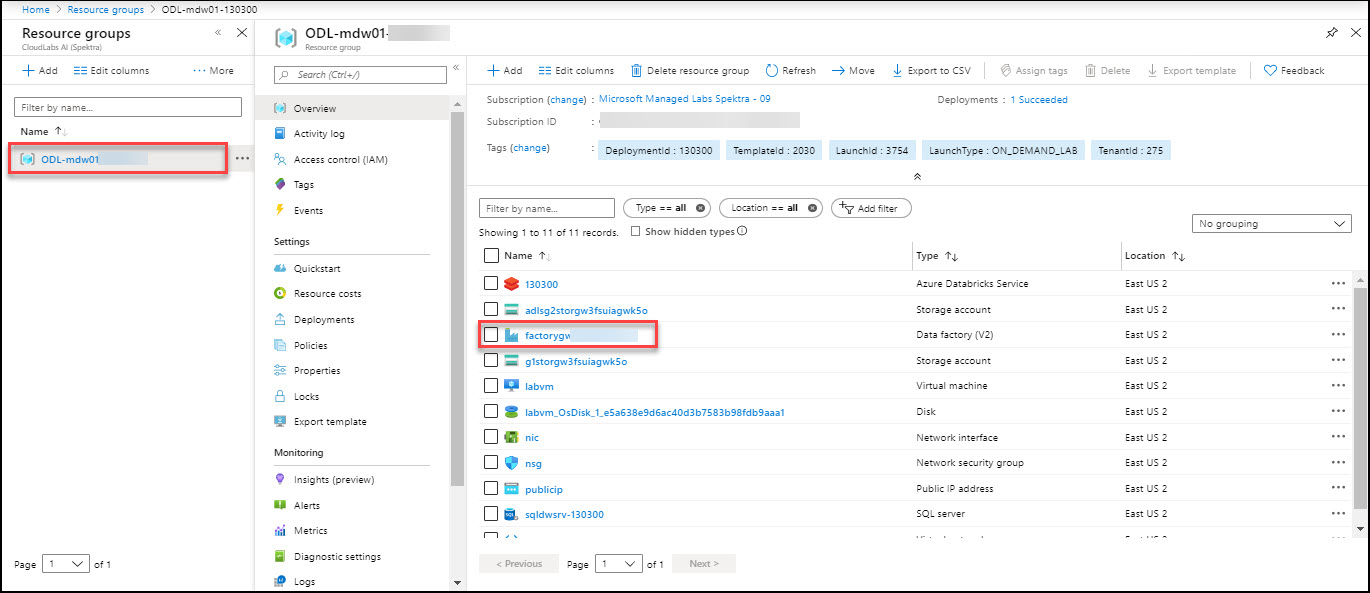 Home > Resource groups > ODL-mdw01-130300
Resource groups
CloudLabs AI (Spektra)
Add
Edit columns
More
Filter by name...
Name
ODL-mdw01
Page 1 of 1
ODL-mdw01-
Resource group
Search (Ctrl+/)
Overview
Activity log
Access control (IAM)
Tags
Events
Settings
Quickstart
Resource costs
Deployments
Policies
Properties
Locks
Export template
Monitoring
Insights (preview)
Alerts
Metrics
Diagnostic settings
Logs
Add Edit columns Delete resource group Refresh Move Export to CSV Assign tags Delete Export template Feedback
Subscription (change) : Microsoft Managed Labs Spektra - 09 Deployments : 1 Succeeded
Subscription ID :
Tags (change) : DeploymentId : 130300 TemplateId : 2030 LaunchId : 3754 LaunchType : ON_DEMAND_LAB TenantId : 275
Filter by name... Type == all Location == all Add filter
Showing 1 to 11 of 11 records. Show hidden types No grouping
Name Type Location
130300 Azure Databricks Service East US 2
adlsg2storgw3fsuiagwk5o Storage account East US 2
factorygw Data factory (V2) East US 2
g1storgw3fsuiagwk5o Storage account East US 2
labvm Virtual machine East US 2
labvm_OsDisk_1_e5a638e9d6ac40d3b7583b98fdb9aaa1 Disk East US 2
nic Network interface East US 2
nsg Network security group East US 2
publicip Public IP address East US 2
sqldwsrv-130300 SQL server East US 2
< Previous Page 1 of 1 Next >